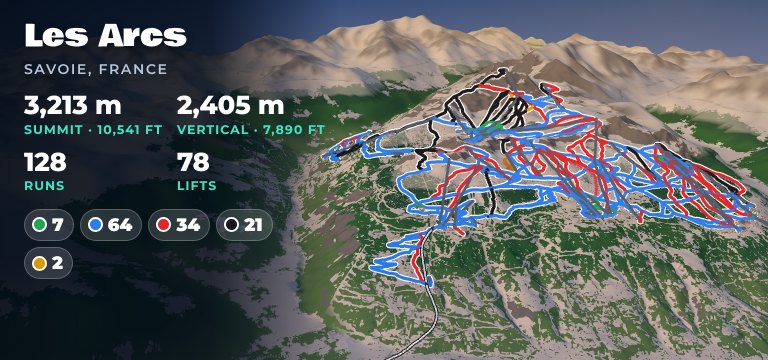 Les Arcs
SAVOIE, FRANCE
3,213 m 2,405 m
SUMMIT · 10,541 FT VERTICAL · 7,890 FT
128 78
RUNS LIFTS
7 64 34 21
2